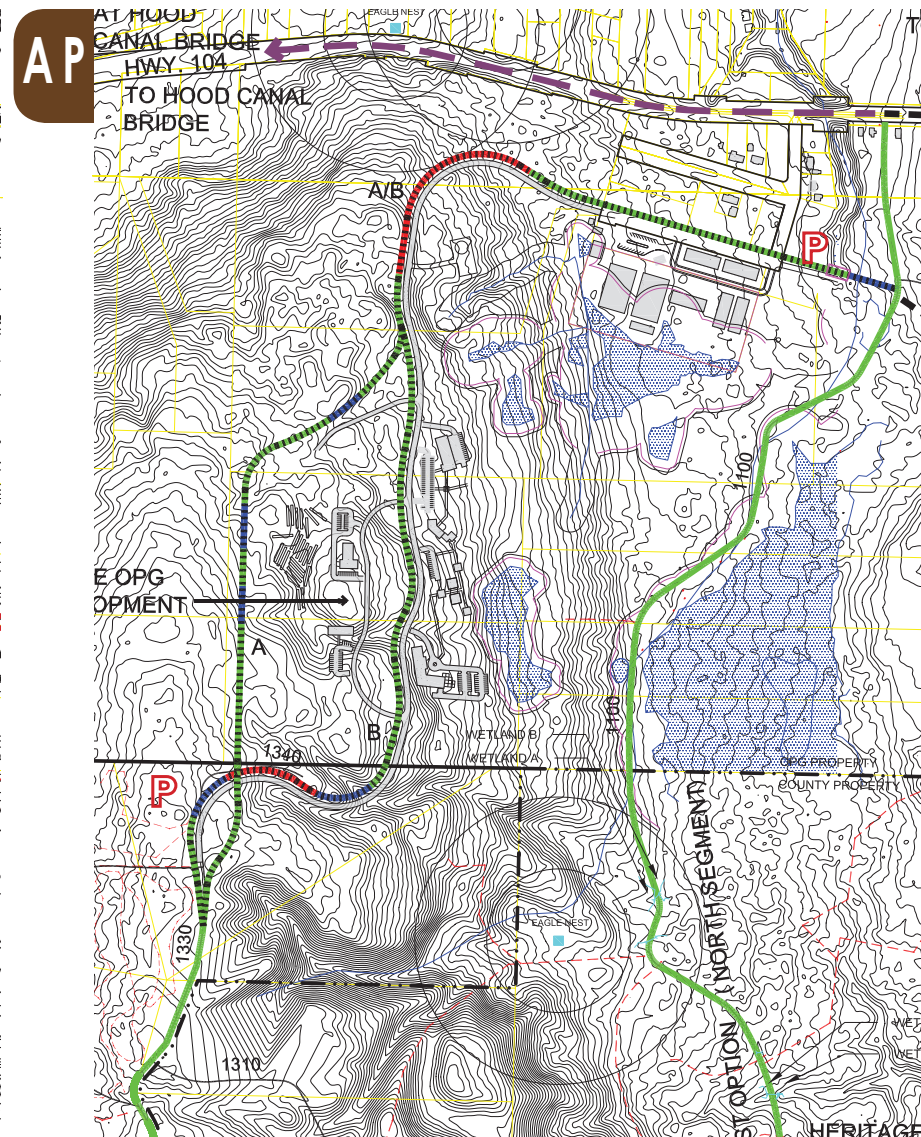 AP
AT HOOD
CANAL BRIDGE
HWY. 104
TO HOOD CANAL
BRIDGE
EAGLE NEST
T
A/B
P
1100
E OPG
OPMENT
A
1100
B
WETLAND B
WETLAND A
1340
OPG PROPERTY
COUNTY PROPERTY
P
ST OPTION ( NORTH SEGMENT)
EAGLE NEST
1330
WET
WET
1310
HERITAGE